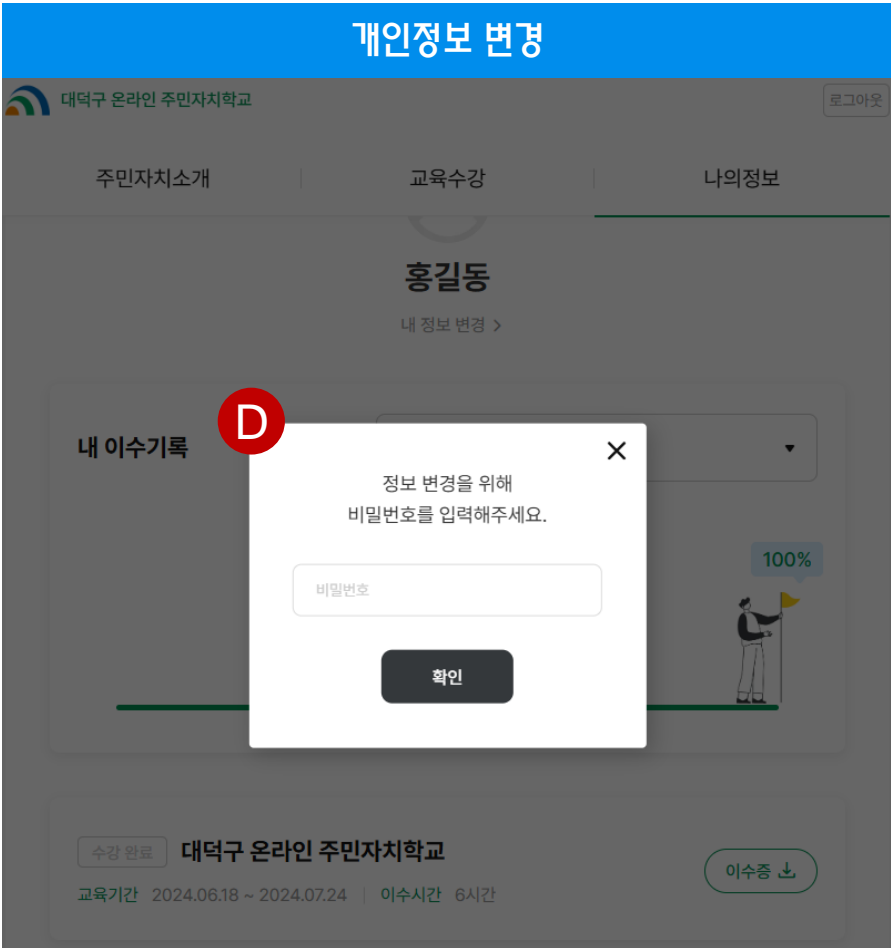 개인정보 변경
대덕구 온라인 주민자치학교
로그아웃
주민자치소개
교육수강
나의정보
홍길동
내 정보 변경 >
D
내 이수기록
정보 변경을 위해
비밀번호를 입력해주세요.
비밀번호
확인
100%
수강 완료 대덕구 온라인 주민자치학교
교육기간 2024.06.18 ~ 2024.07.24 | 이수시간 6시간
이수증